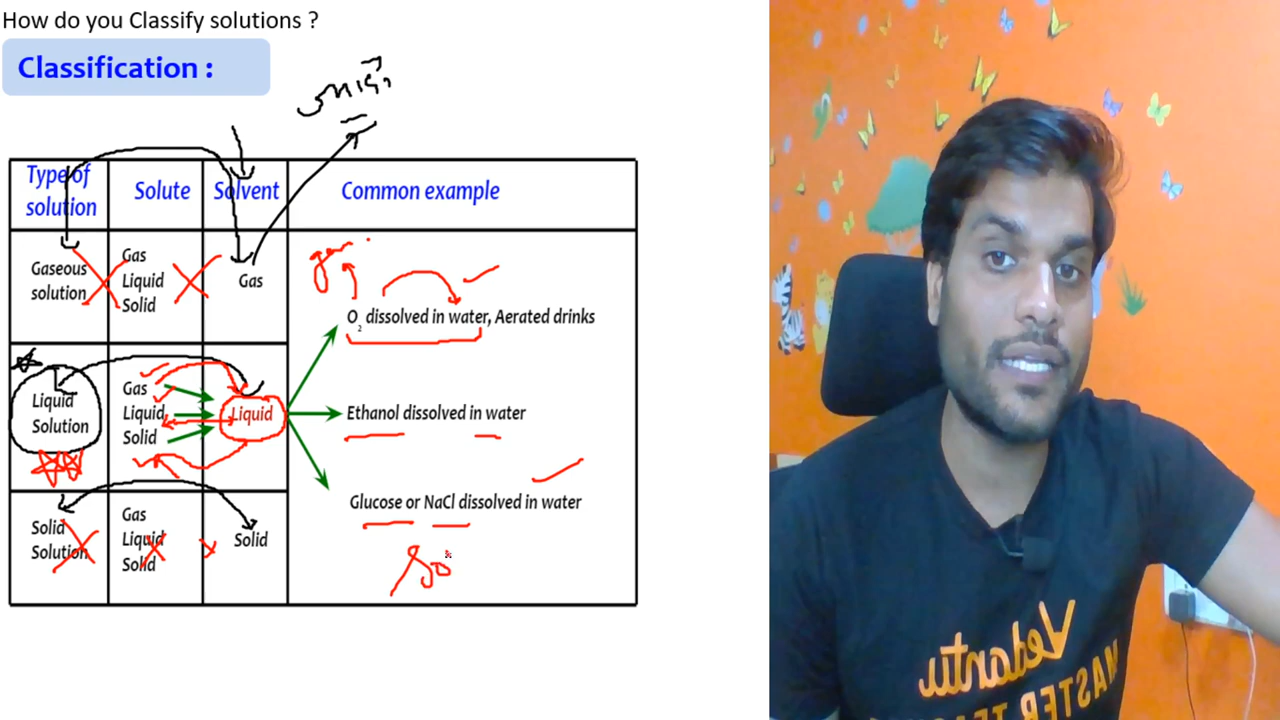 How do you Classify solutions ?
Classification :
Type of solution
Solute
Solvent
Common example
Gaseous solution
Gas
Liquid
Solid
Gas
gas
O2 dissolved in water, Aerated drinks
Liquid Solution
Gas
Liquid
Solid
Liquid
Ethanol dissolved in water
Glucose or NaCl dissolved in water
Solid Solution
Gas
Liquid
Solid
Solid
So
Vedantu
MASTER